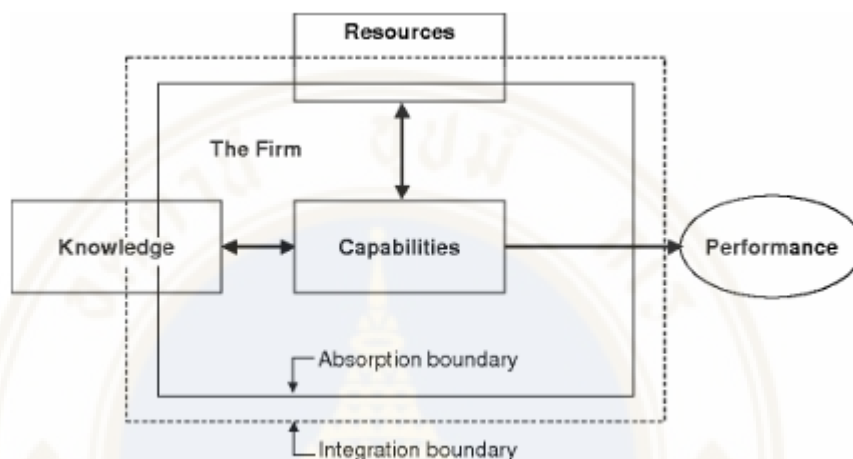 Resources
The Firm
Knowledge
Capabilities
Performance
Absorption boundary
Integration boundary